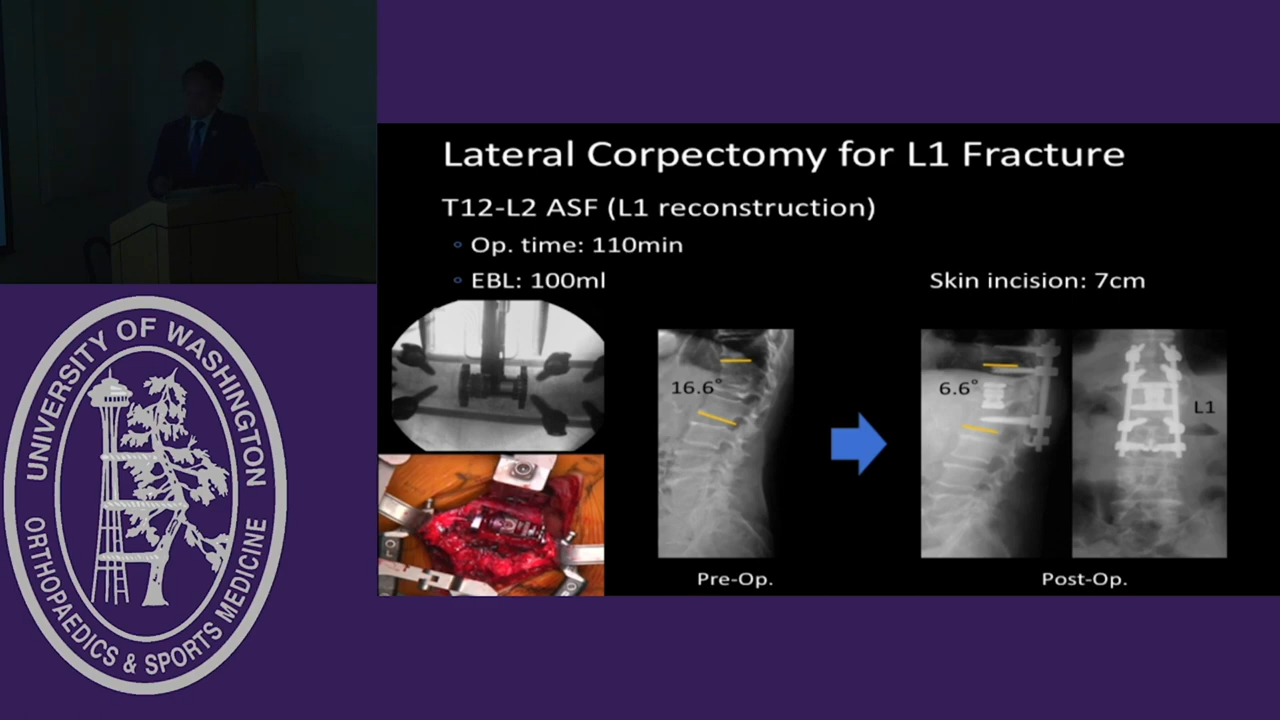 Lateral Corpectomy for L1 Fracture
T12-L2 ASF (L1 reconstruction)
◦ Op. time: 110min
◦ EBL: 100ml
Skin incision: 7cm
16.6°
6.6°
L1
Pre-Op.
Post-Op.
UNIVERSITY OF WASHINGTON
ORTHOPAEDICS & SPORTS MEDICINE